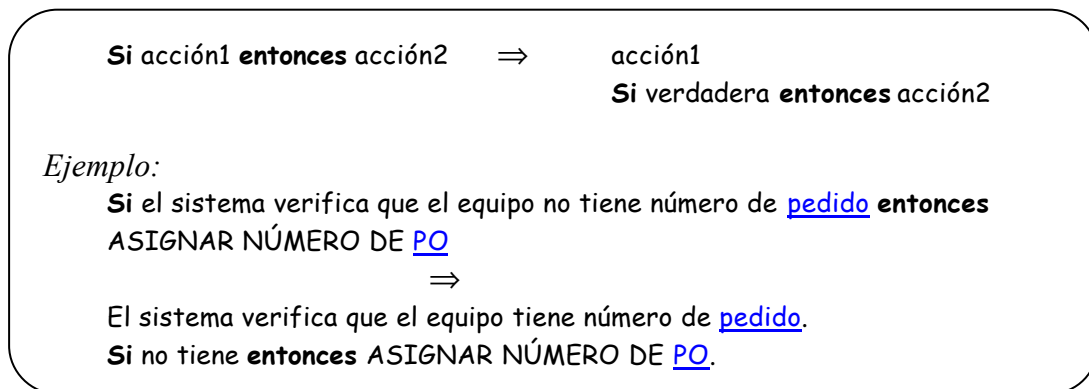 Si acción1 entonces acción2 ⇒ acción1
Si verdadera entonces acción2
Ejemplo:
Si el sistema verifica que el equipo no tiene número de pedido entonces
ASIGNAR NÚMERO DE PO
⇒
El sistema verifica que el equipo tiene número de pedido.
Si no tiene entonces ASIGNAR NÚMERO DE PO.